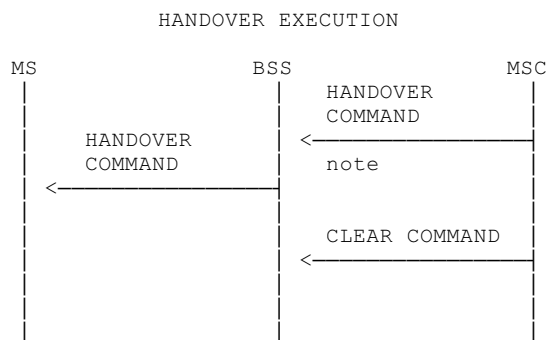 HANDOVER EXECUTION
MS BSS MSC
HANDOVER
COMMAND
HANDOVER
COMMAND
note
CLEAR COMMAND